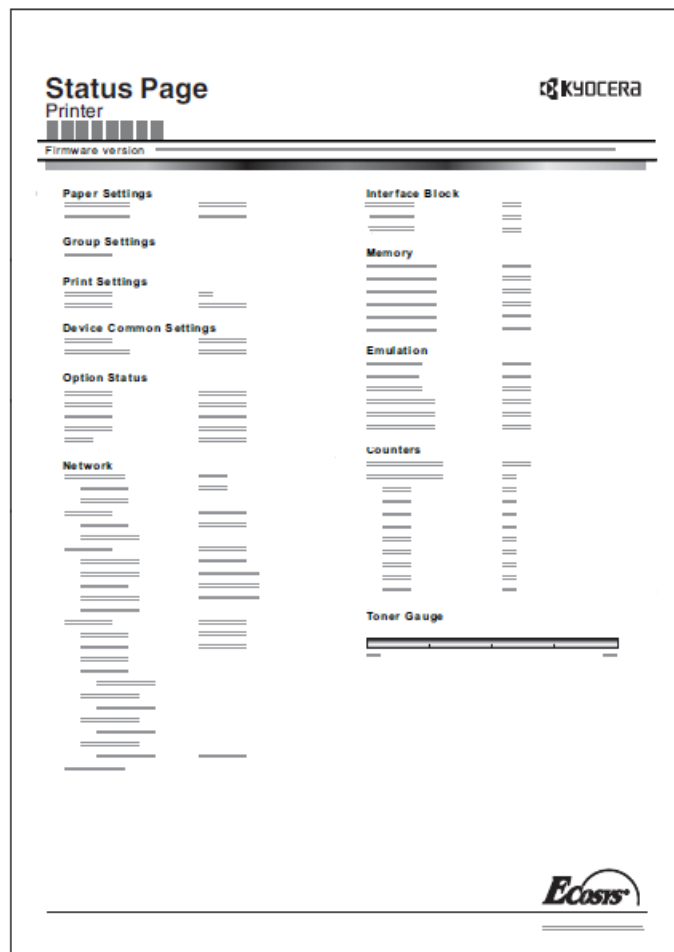 Status Page
KYOCERA
Printer
Firmware version
Paper Settings
Group Settings
Print Settings
Device Common Settings
Option Status
Network
Interface Block
Memory
Emulation
Counters
Toner Gauge
Ecosys